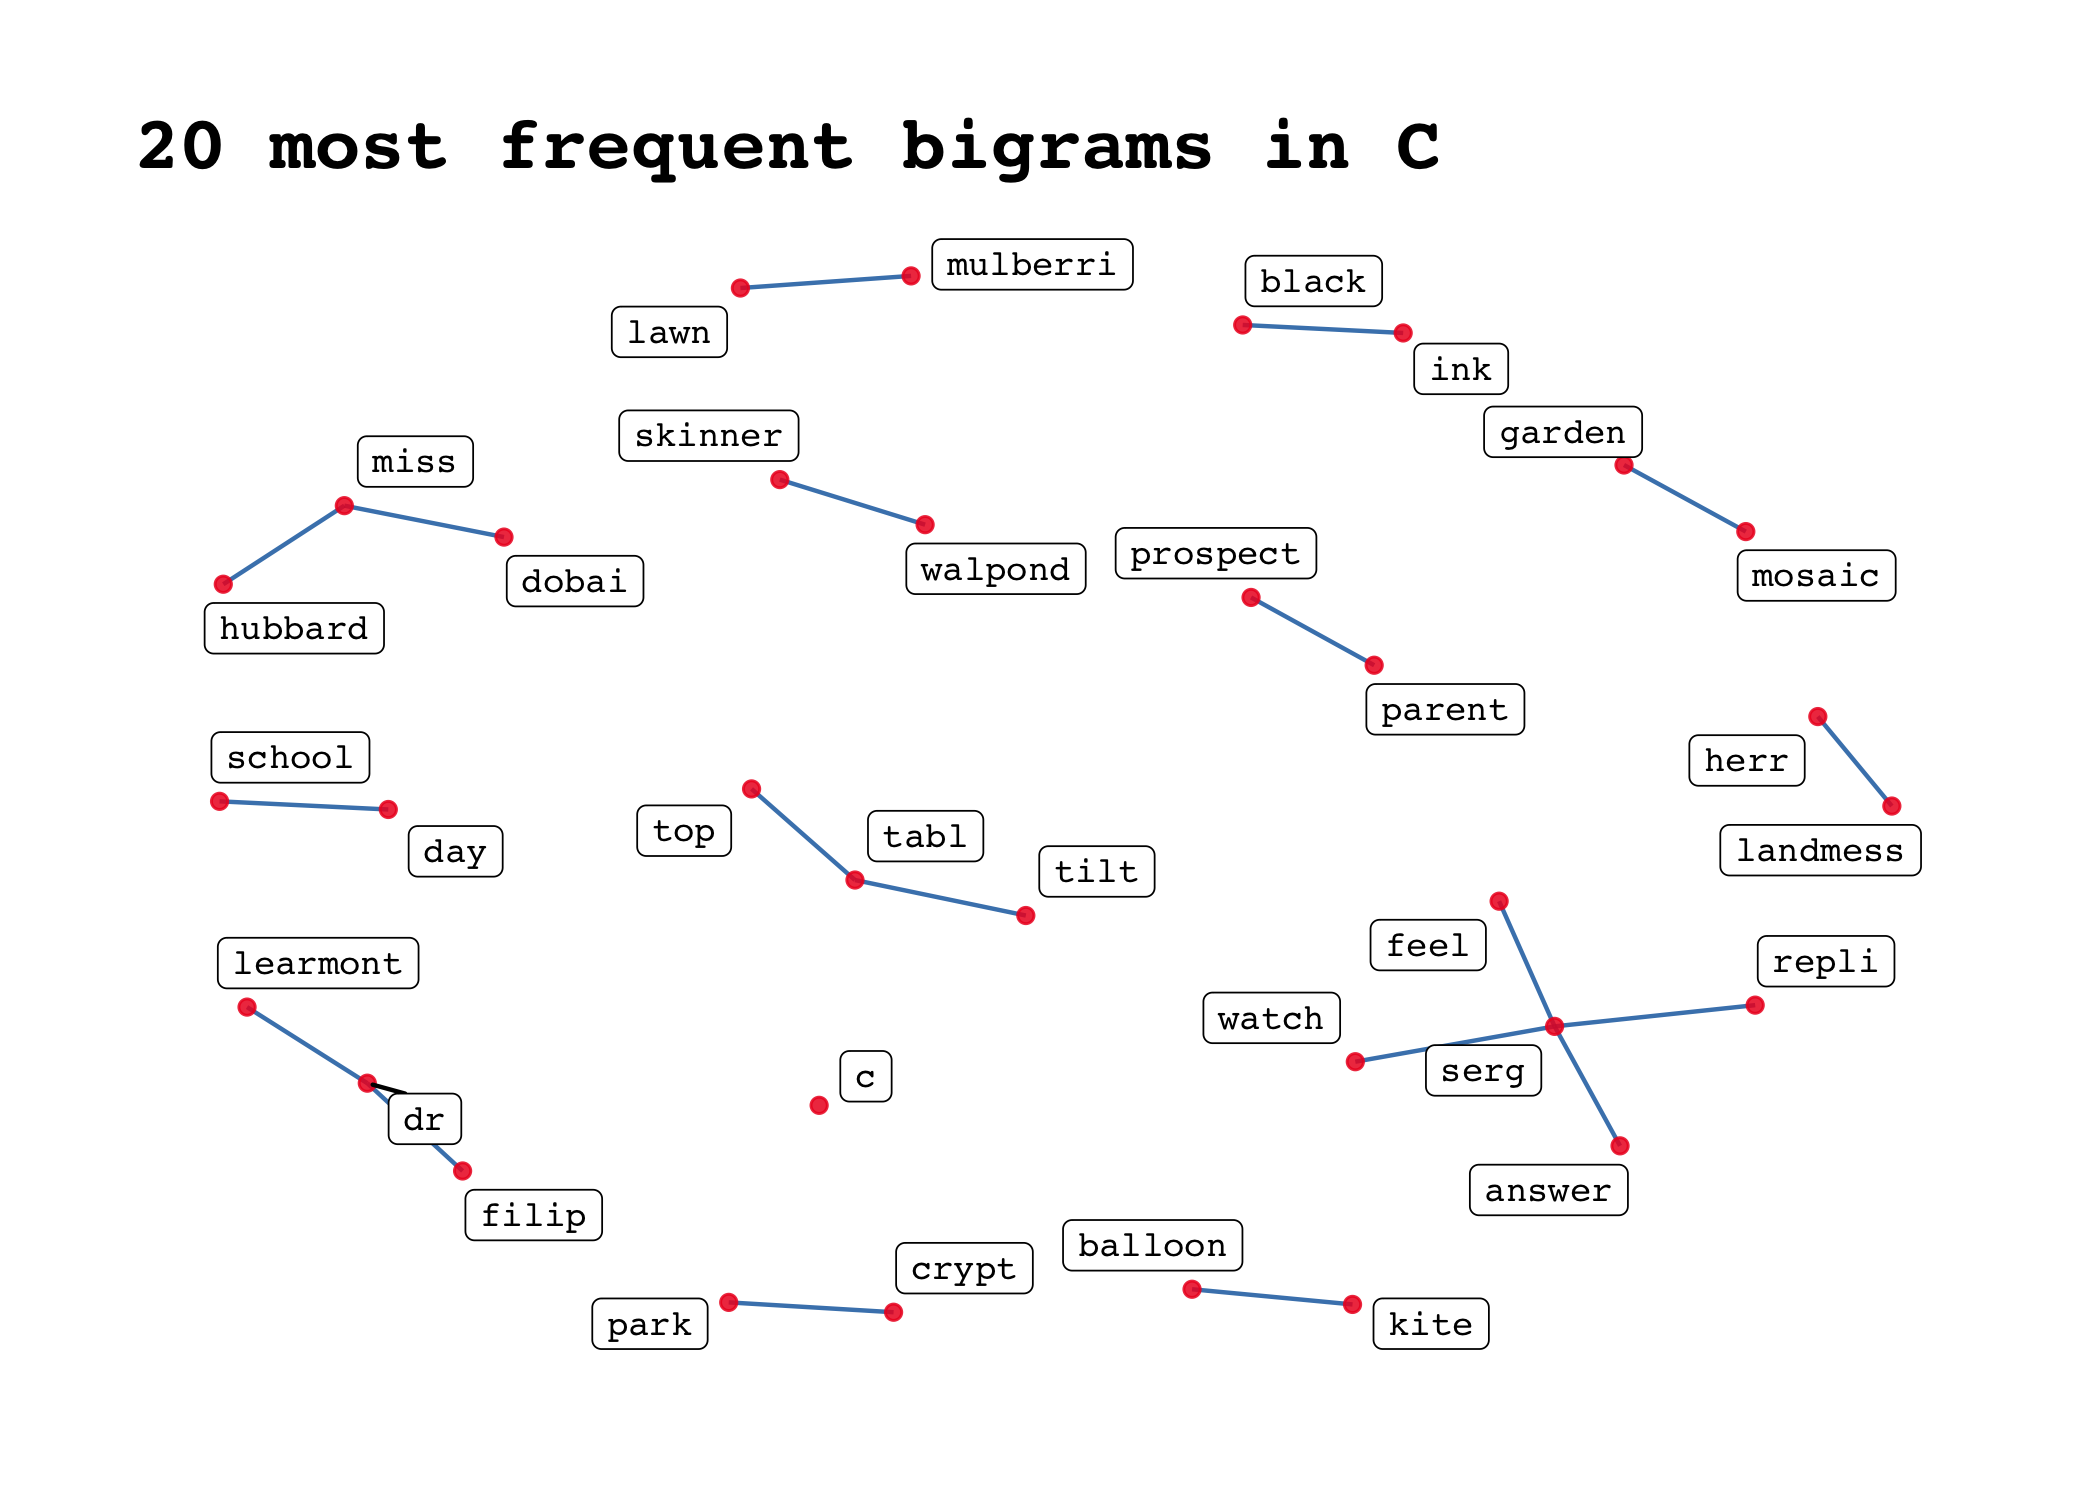 20 most frequent bigrams in C
mulberri
lawn
black
ink
garden
mosaic
skinner
walpond
miss
dobai
hubbard
prospect
parent
school
day
herr
landmess
top
tabl
tilt
feel
repli
watch
serg
answer
learmont
dr
filip
c
park
crypt
balloon
kite